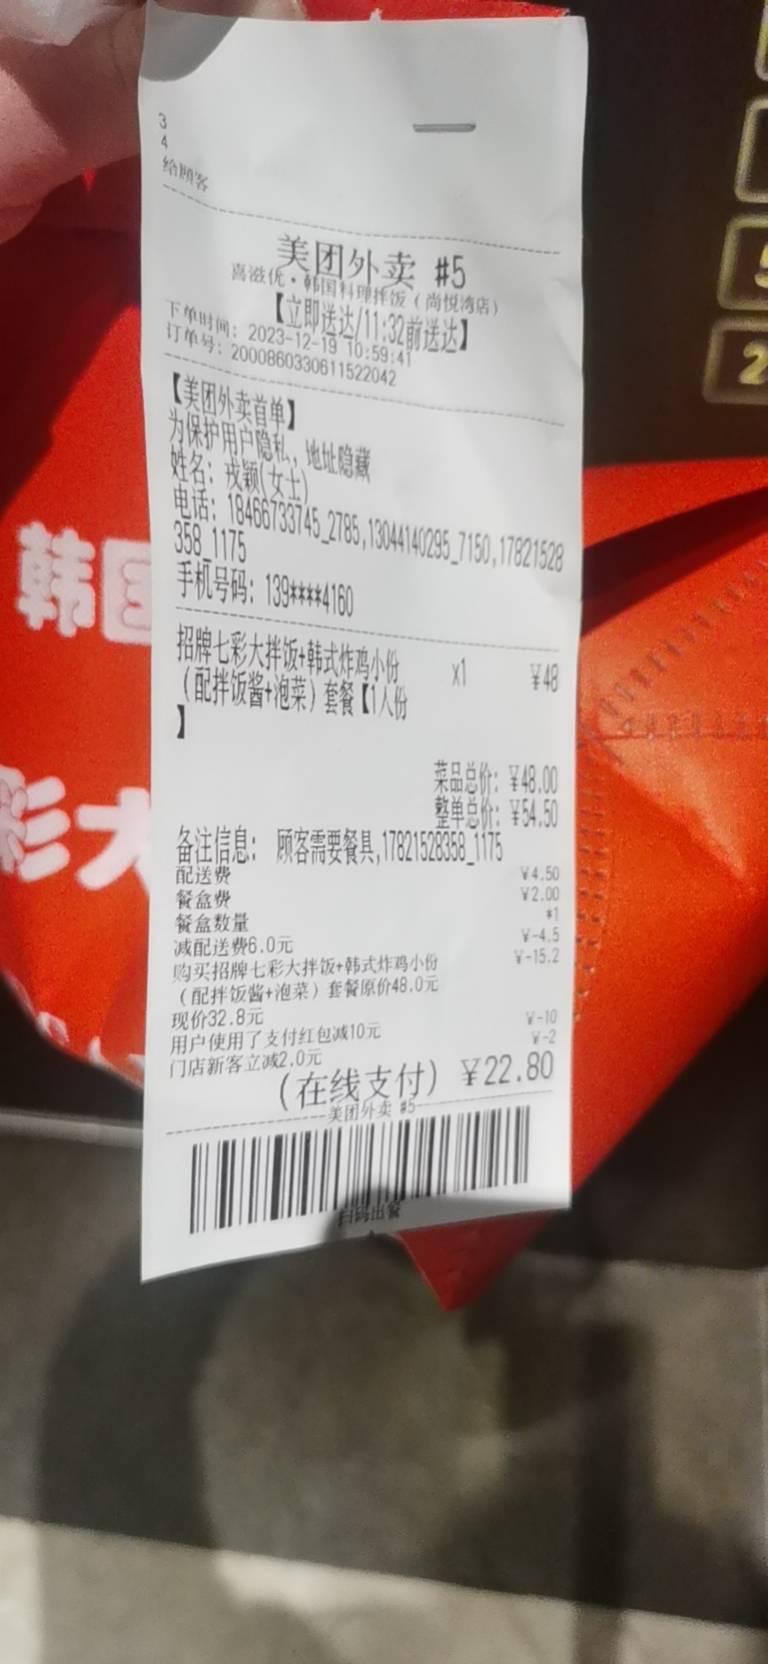 3
4
给顾客
美团外卖 #5
喜滋优·韩国料理拌饭（尚悦湾店）
【立即送达/11:32前送达】
下单时间: 2023-12-19 10:59:41
订单号: 2000860330611522042
【美团外卖首单】
为保护用户隐私, 地址隐藏
姓名: 戎颖(女士)
电话: 18466733745_2785,13044140295_7150,17821528
358_1175
手机号码: 139****4160
招牌七彩大拌饭+韩式炸鸡小份 x1 ¥48
（配拌饭酱+泡菜）套餐【1人份
】
菜品总价: ¥48.00
整单总价: ¥54.50
备注信息: 顾客需要餐具,17821528358_1175
配送费 ¥4.50
餐盒费 ¥2.00
餐盒数量 *1
减配送费6.0元 ¥-4.5
购买招牌七彩大拌饭+韩式炸鸡小份 ¥-15.2
（配拌饭酱+泡菜）套餐原价48.0元
现价32.8元
用户使用了支付红包减10元 ¥-10
门店新客立减2.0元 ¥-2
(在线支付) ¥22.80
美团外卖 #5
扫码出餐
韩国
彩大
5
2